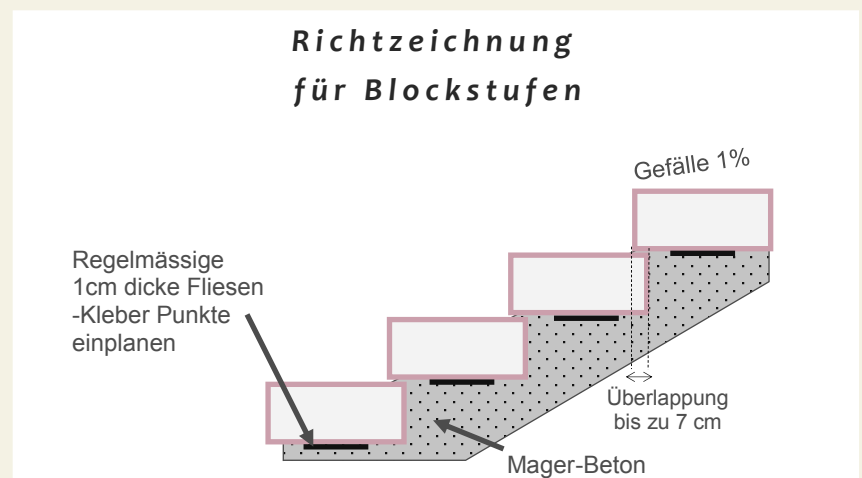 Richtzeichnung
für Blockstufen
Gefälle 1%
Regelmässige
1cm dicke Fliesen
-Kleber Punkte
einplanen
Überlappung
bis zu 7 cm
Mager-Beton